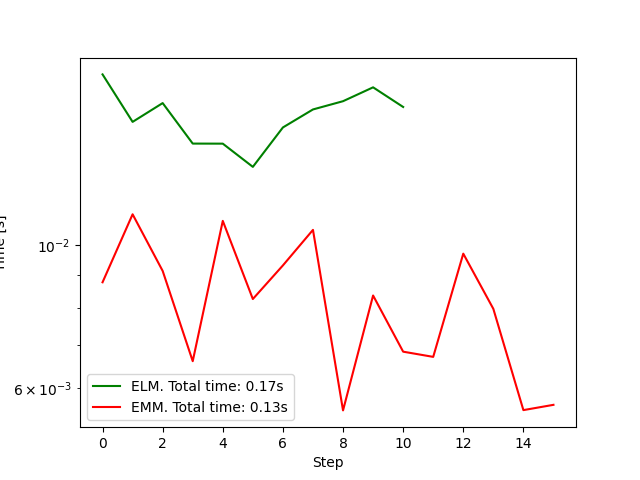 Time [s]
10⁻²
6 × 10⁻³
ELM. Total time: 0.17s
EMM. Total time: 0.13s
0 2 4 6 8 10 12 14
Step